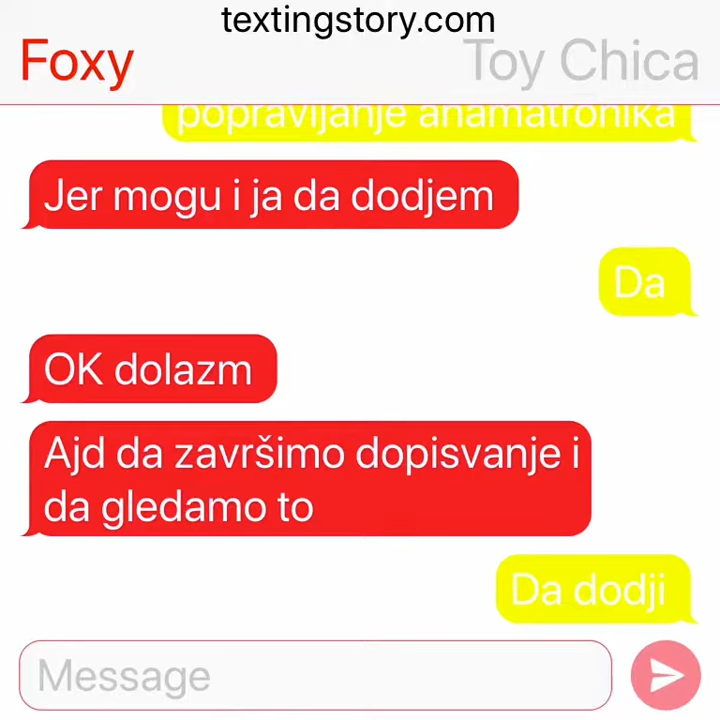 textingstory.com
Foxy
Toy Chica
popravljanje anamatronika
Jer mogu i ja da dodjem
Da
OK dolazm
Ajd da završimo dopisvanje i
da gledamo to
Da dodji
Message